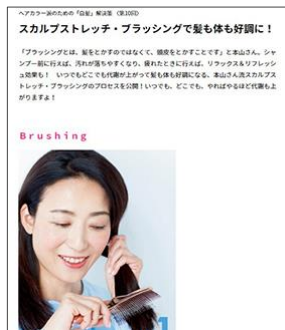 ヘアカラー派のための「白髪」解決策 〈第10回〉
スカルプストレッチ・ブラッシングで髪も体も好調に！
「ブラッシングとは、髪をとかすのではなくて、頭皮をとかすことです」と本山さん。シャ
ンプー前に行えば、汚れが落ちやすくなり、疲れたときに行えば、リラックス＆リフレッシ
ュ効果も！　いつでもどこでも代謝が上がって髪も体も好調になる、本山さん流スカルプス
トレッチ・ブラッシングのプロセスを公開！いつでも、どこでも、やればやるほど代謝も上
がりますよ！
Brushing
1